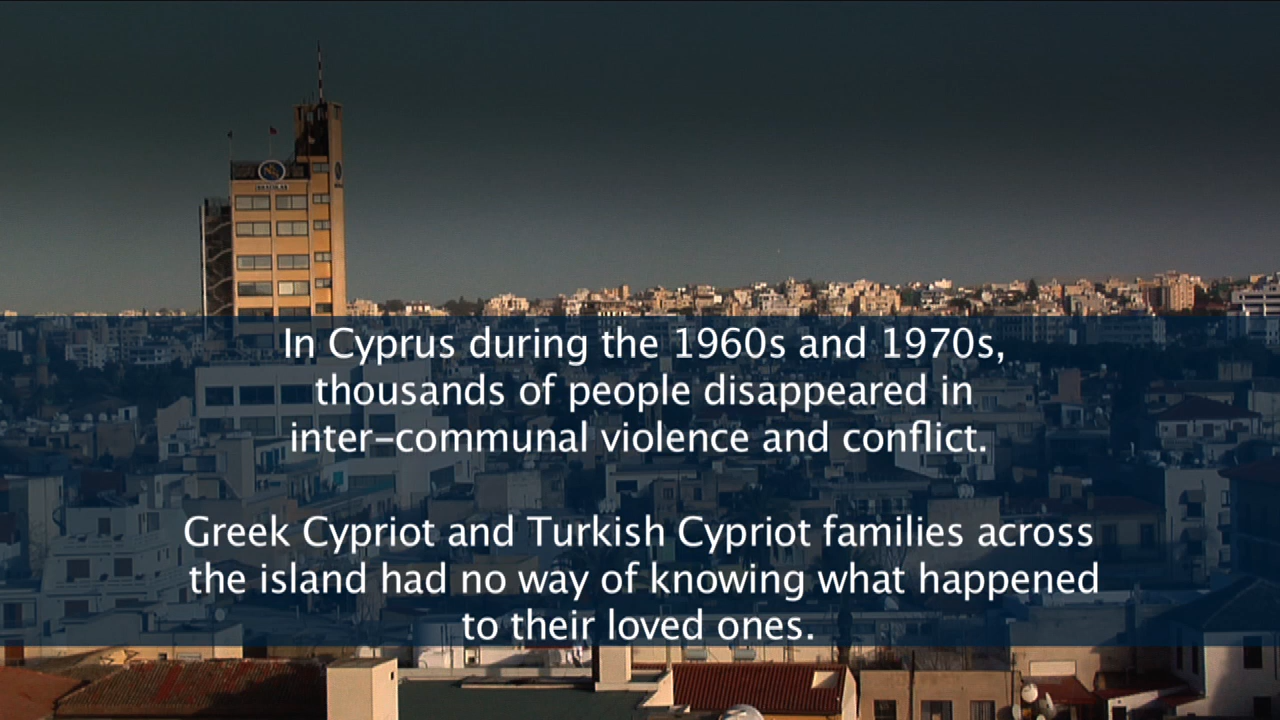 In Cyprus during the 1960s and 1970s,
thousands of people disappeared in
inter-communal violence and conflict.
Greek Cypriot and Turkish Cypriot families across
the island had no way of knowing what happened
to their loved ones.